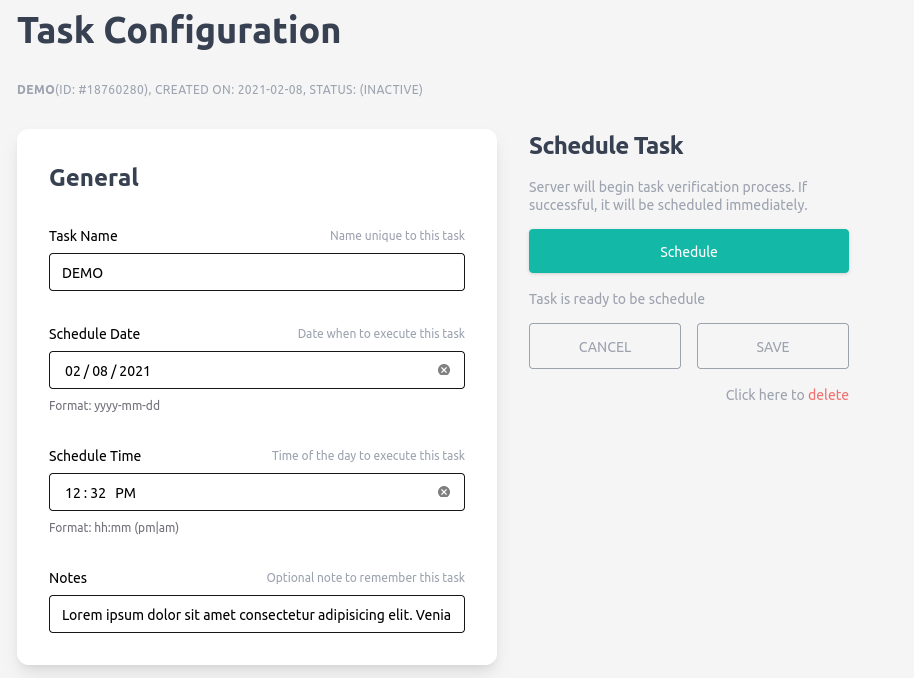 Task Configuration
DEMO(ID: #18760280), CREATED ON: 2021-02-08, STATUS: (INACTIVE)
General
Task Name Name unique to this task
DEMO
Schedule Date Date when to execute this task
02 / 08 / 2021
Format: yyyy-mm-dd
Schedule Time Time of the day to execute this task
12 : 32 PM
Format: hh:mm (pm|am)
Notes Optional note to remember this task
Lorem ipsum dolor sit amet consectetur adipisicing elit. Venia
Schedule Task
Server will begin task verification process. If
successful, it will be scheduled immediately.
Schedule
Task is ready to be schedule
CANCEL SAVE
Click here to delete